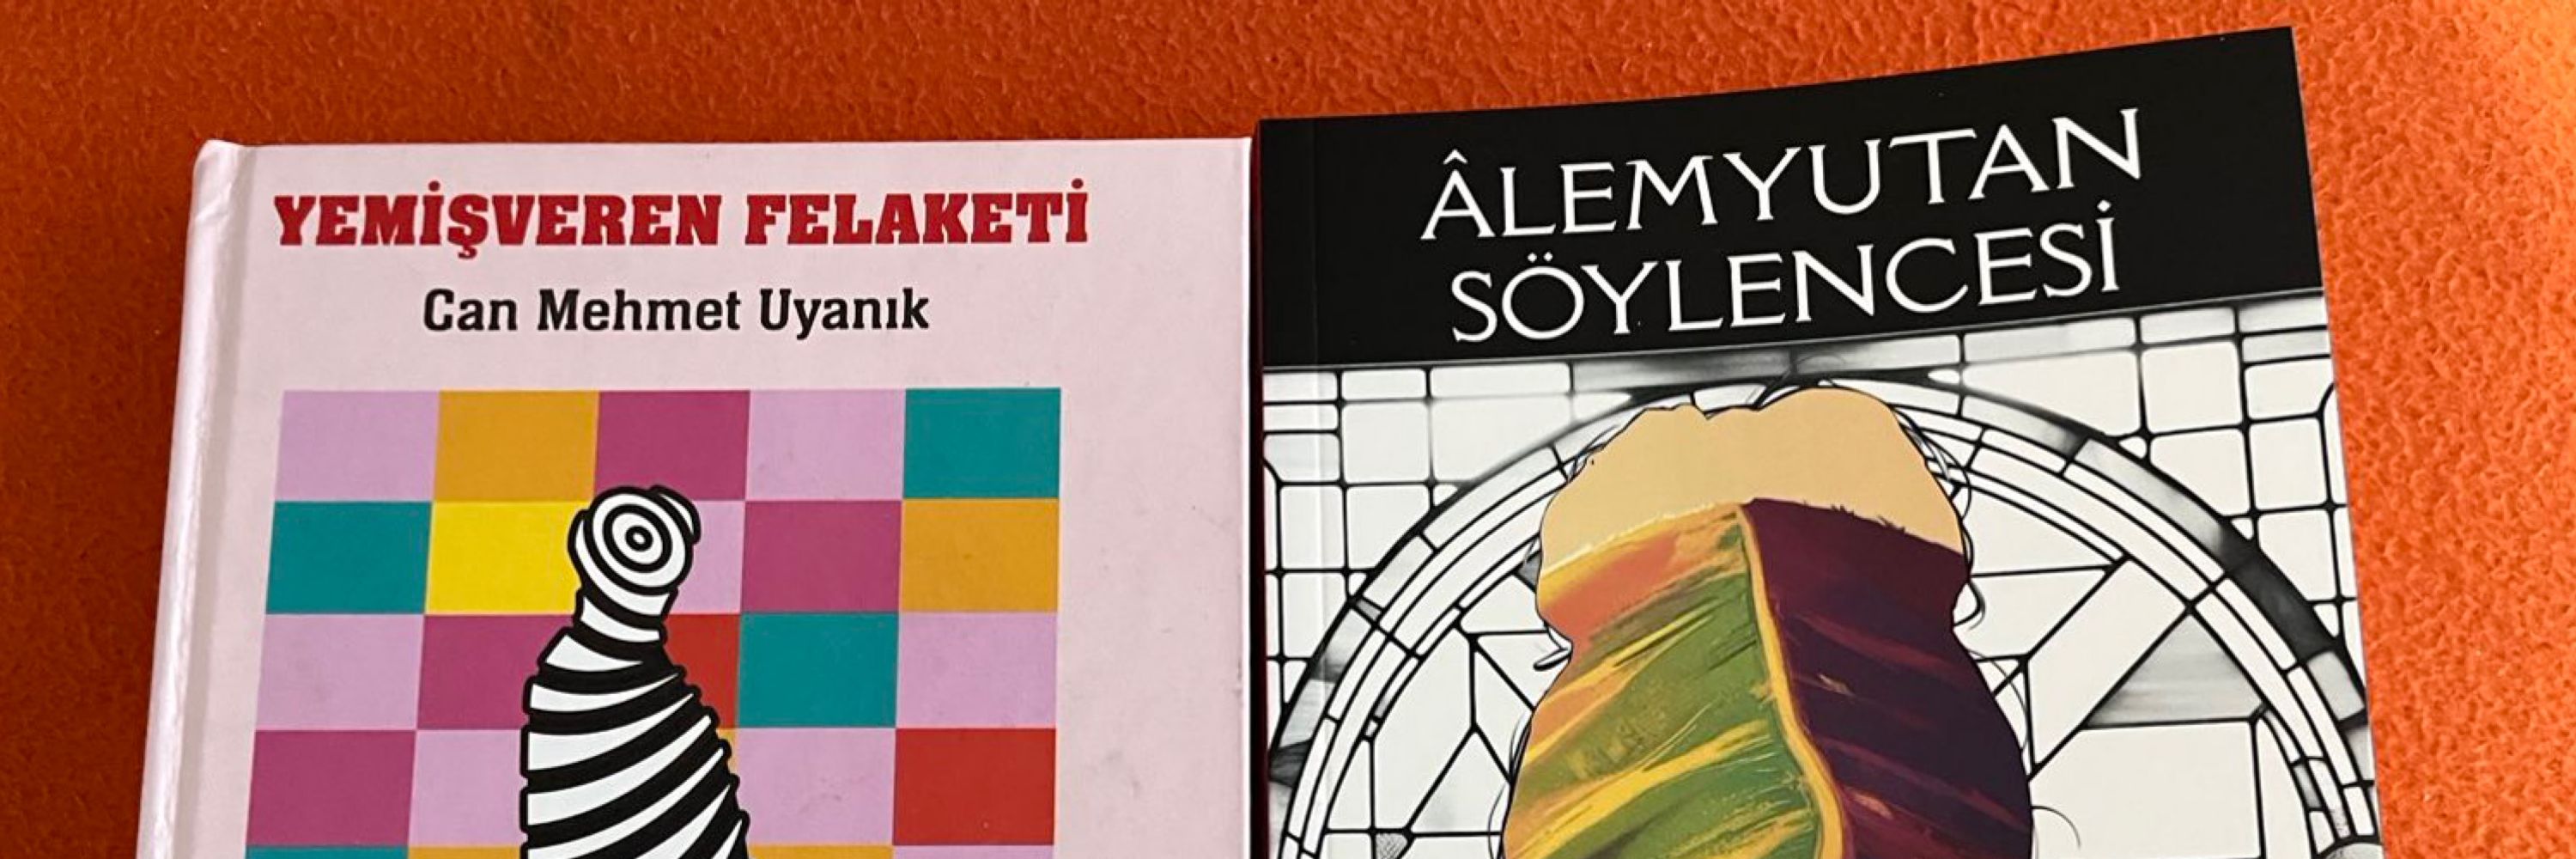 YEMİŞVEREN FELAKETİ
Can Mehmet Uyanık
ÂLEMYUTAN
SÖYLENCESİ